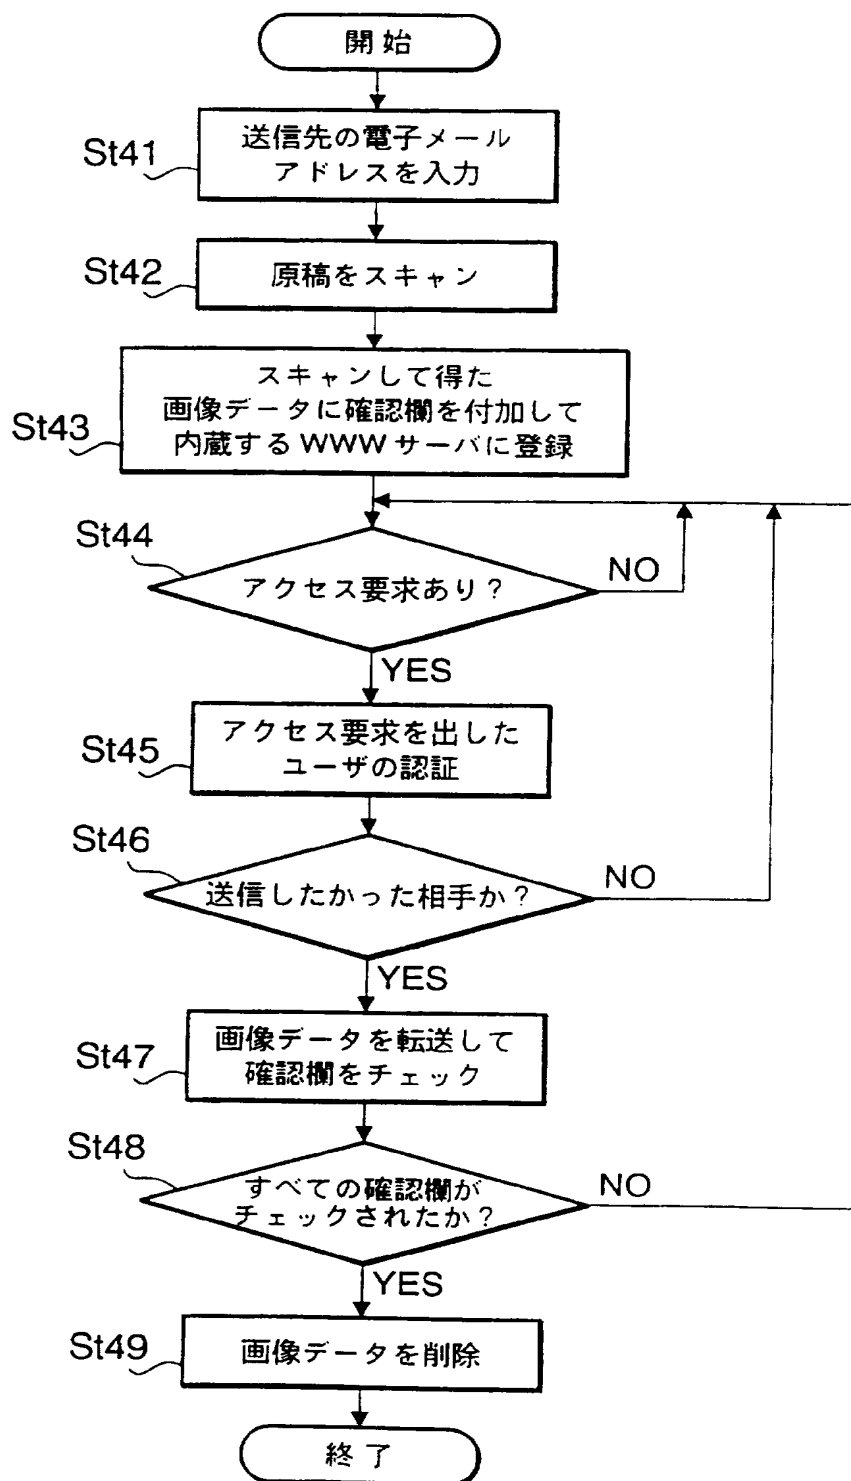 開始
St41
送信先の電子メール
アドレスを入力
St42
原稿をスキャン
St43
スキャンして得た
画像データに確認欄を付加して
内蔵するWWWサーバに登録
St44
アクセス要求あり?
NO
YES
St45
アクセス要求を出した
ユーザの認証
St46
送信したかった相手か?
NO
YES
St47
画像データを転送して
確認欄をチェック
St48
すべての確認欄が
チェックされたか?
NO
YES
St49
画像データを削除
終了